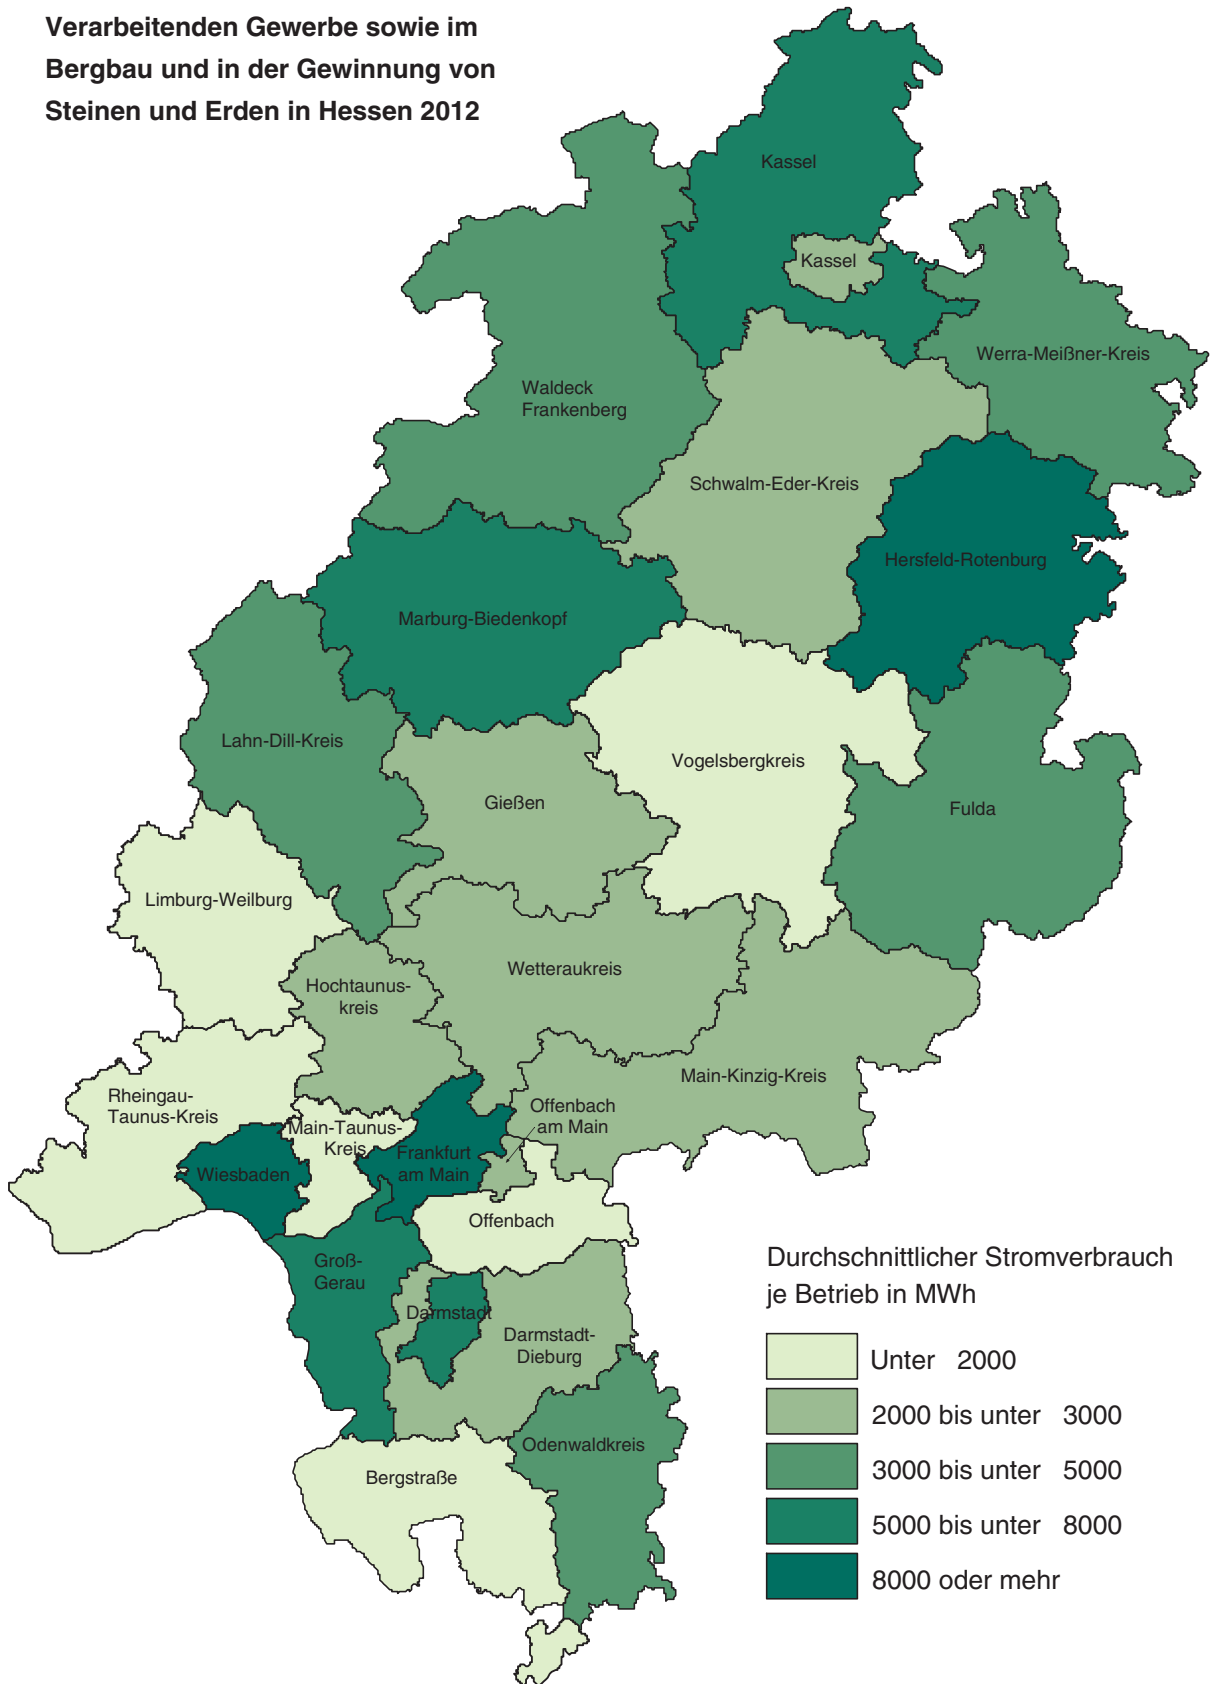 Verarbeitenden Gewerbe sowie im
Bergbau und in der Gewinnung von
Steinen und Erden in Hessen 2012
Kassel
Kassel
Werra-Meißner-Kreis
Waldeck
Frankenberg
Schwalm-Eder-Kreis
Hersfeld-Rotenburg
Marburg-Biedenkopf
Lahn-Dill-Kreis
Vogelsbergkreis
Gießen
Fulda
Limburg-Weilburg
Wetteraukreis
Hochtaunus-
kreis
Main-Kinzig-Kreis
Rheingau-
Taunus-Kreis
Offenbach
am Main
Main-Taunus-
Kreis
Frankfurt
am Main
Wiesbaden
Offenbach
Groß-
Gerau
Darmstadt
Darmstadt-
Dieburg
Odenwaldkreis
Bergstraße
Durchschnittlicher Stromverbrauch
je Betrieb in MWh
Unter 2000
2000 bis unter 3000
3000 bis unter 5000
5000 bis unter 8000
8000 oder mehr